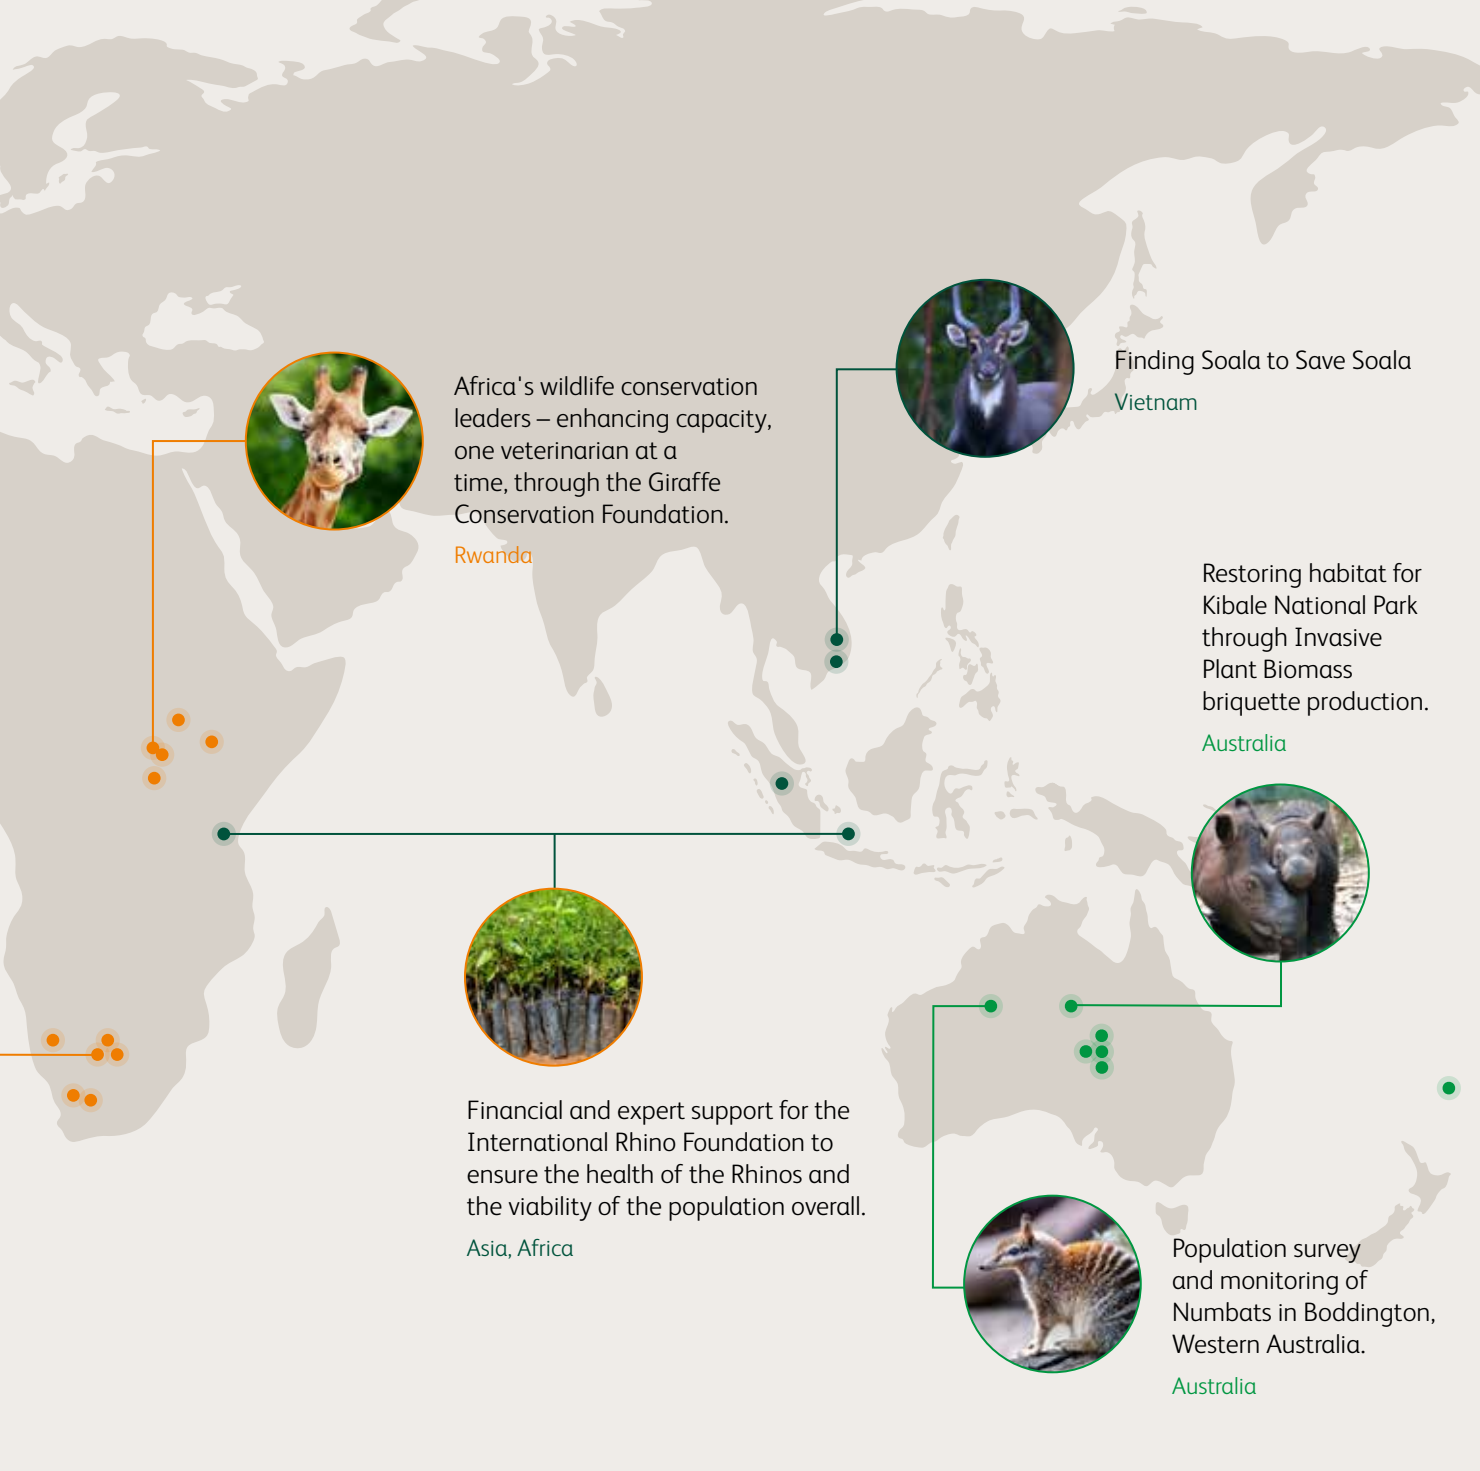 Finding Soala to Save Soala
Vietnam
Africa's wildlife conservation
leaders – enhancing capacity,
one veterinarian at a
time, through the Giraffe
Conservation Foundation.
Rwanda
Restoring habitat for
Kibale National Park
through Invasive
Plant Biomass
briquette production.
Australia
Financial and expert support for the
International Rhino Foundation to
ensure the health of the Rhinos and
the viability of the population overall.
Asia, Africa
Population survey
and monitoring of
Numbats in Boddington,
Western Australia.
Australia